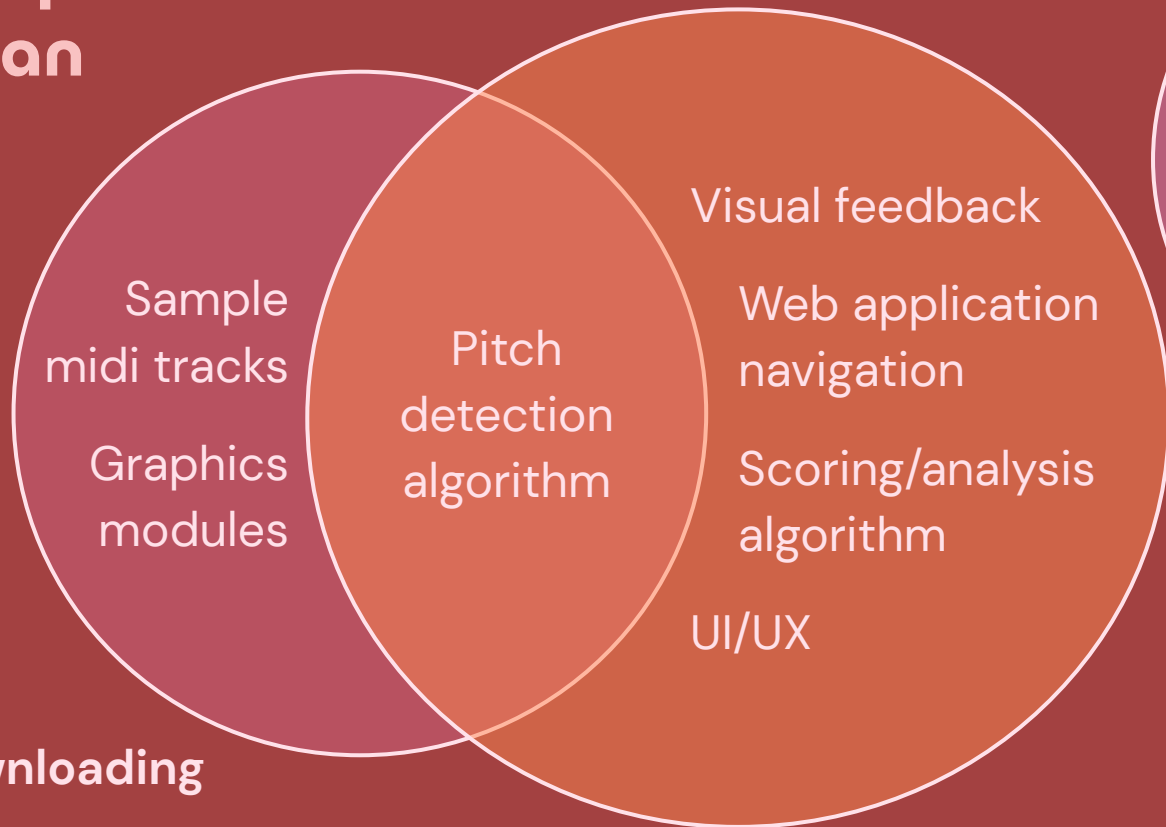 an
Visual feedback
Sample
midi tracks
Graphics
modules
Pitch
detection
algorithm
Web application
navigation
Scoring/analysis
algorithm
UI/UX
wnloading